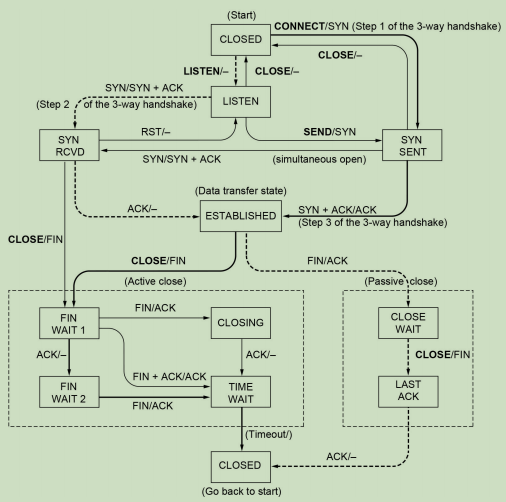 (Start)
CLOSED
CONNECT/SYN (Step 1 of the 3-way handshake)
CLOSE/–
LISTEN/–
CLOSE/–
SYN/SYN + ACK
LISTEN
(Step 2 of the 3-way handshake)
SYN
RCVD
RST/–
SEND/SYN
SYN
SENT
SYN/SYN + ACK
(simultaneous open)
(Data transfer state)
ACK/–
ESTABLISHED
SYN + ACK/ACK
(Step 3 of the 3-way handshake)
CLOSE/FIN
CLOSE/FIN
FIN/ACK
(Active close)
(Passive close)
FIN
WAIT 1
FIN/ACK
CLOSING
CLOSE
WAIT
ACK/–
ACK/–
CLOSE/FIN
FIN + ACK/ACK
FIN
WAIT 2
FIN/ACK
TIME
WAIT
LAST
ACK
(Timeout/)
CLOSED
ACK/–
(Go back to start)